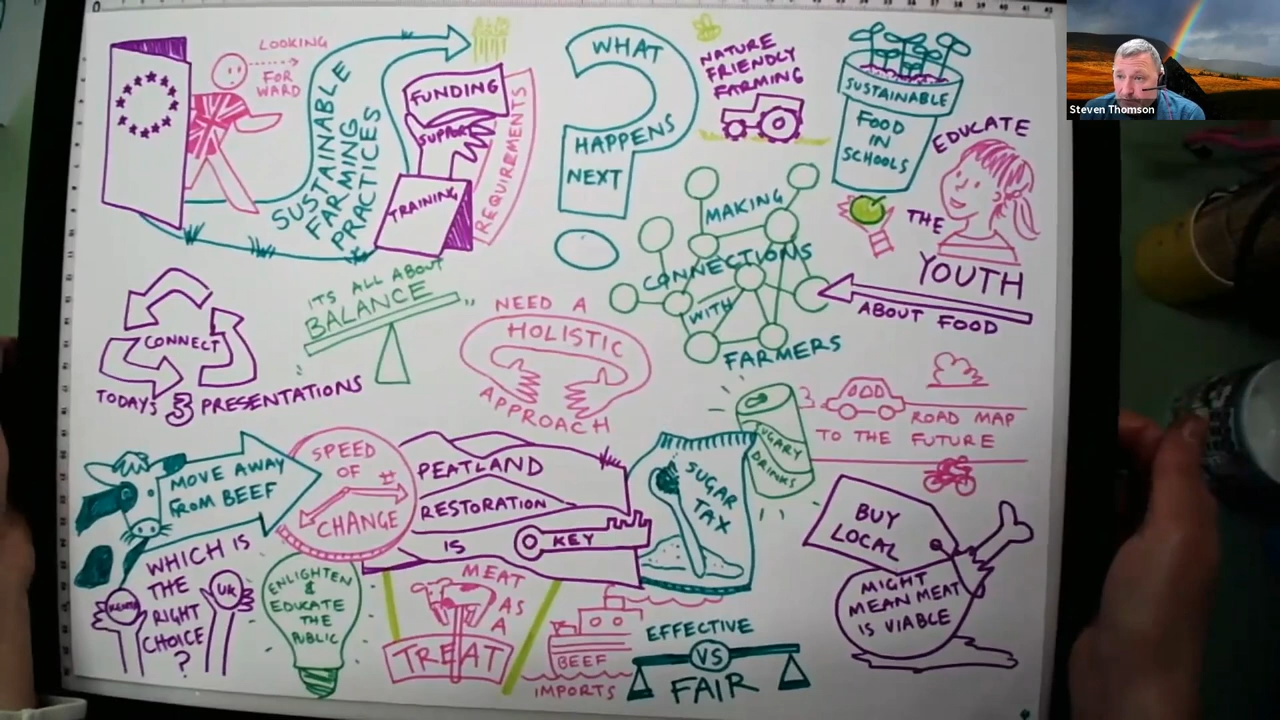 LOOKING
FOR
WARD
SUSTAINABLE
FARMING
PRACTICES
FUNDING
SUPPORT
TRAINING
REQUIREMENTS
WHAT
HAPPENS
NEXT
NATURE
FRIENDLY
FARMING
SUSTAINABLE
FOOD
IN
SCHOOLS
EDUCATE
THE
YOUTH
ABOUT FOOD
Steven Thomson
MAKING
CONNECTIONS
WITH
FARMERS
CONNECT
TODAYS 3 PRESENTATIONS
ITS ALL ABOUT
BALANCE
NEED A
HOLISTIC
APPROACH
ROAD MAP
TO THE FUTURE
MOVE AWAY
FROM BEEF
SPEED
OF
CHANGE
PEATLAND
RESTORATION
IS KEY
SUGAR
TAX
SUGARY
DRINKS
BUY
LOCAL
MIGHT
MEAN MEAT
IS VIABLE
WHICH IS
THE
RIGHT
CHOICE
?
KENYA
UK
ENLIGHTEN
&
EDUCATE
THE
PUBLIC
MEAT
AS
A
TREAT
BEEF
IMPORTS
EFFECTIVE
VS
FAIR